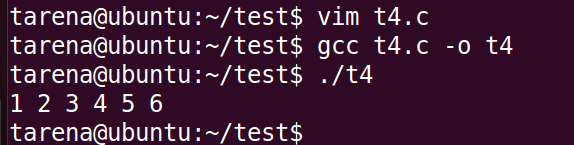 tarena@ubuntu:~/test$ vim t4.c
tarena@ubuntu:~/test$ gcc t4.c -o t4
tarena@ubuntu:~/test$ ./t4
1 2 3 4 5 6
tarena@ubuntu:~/test$